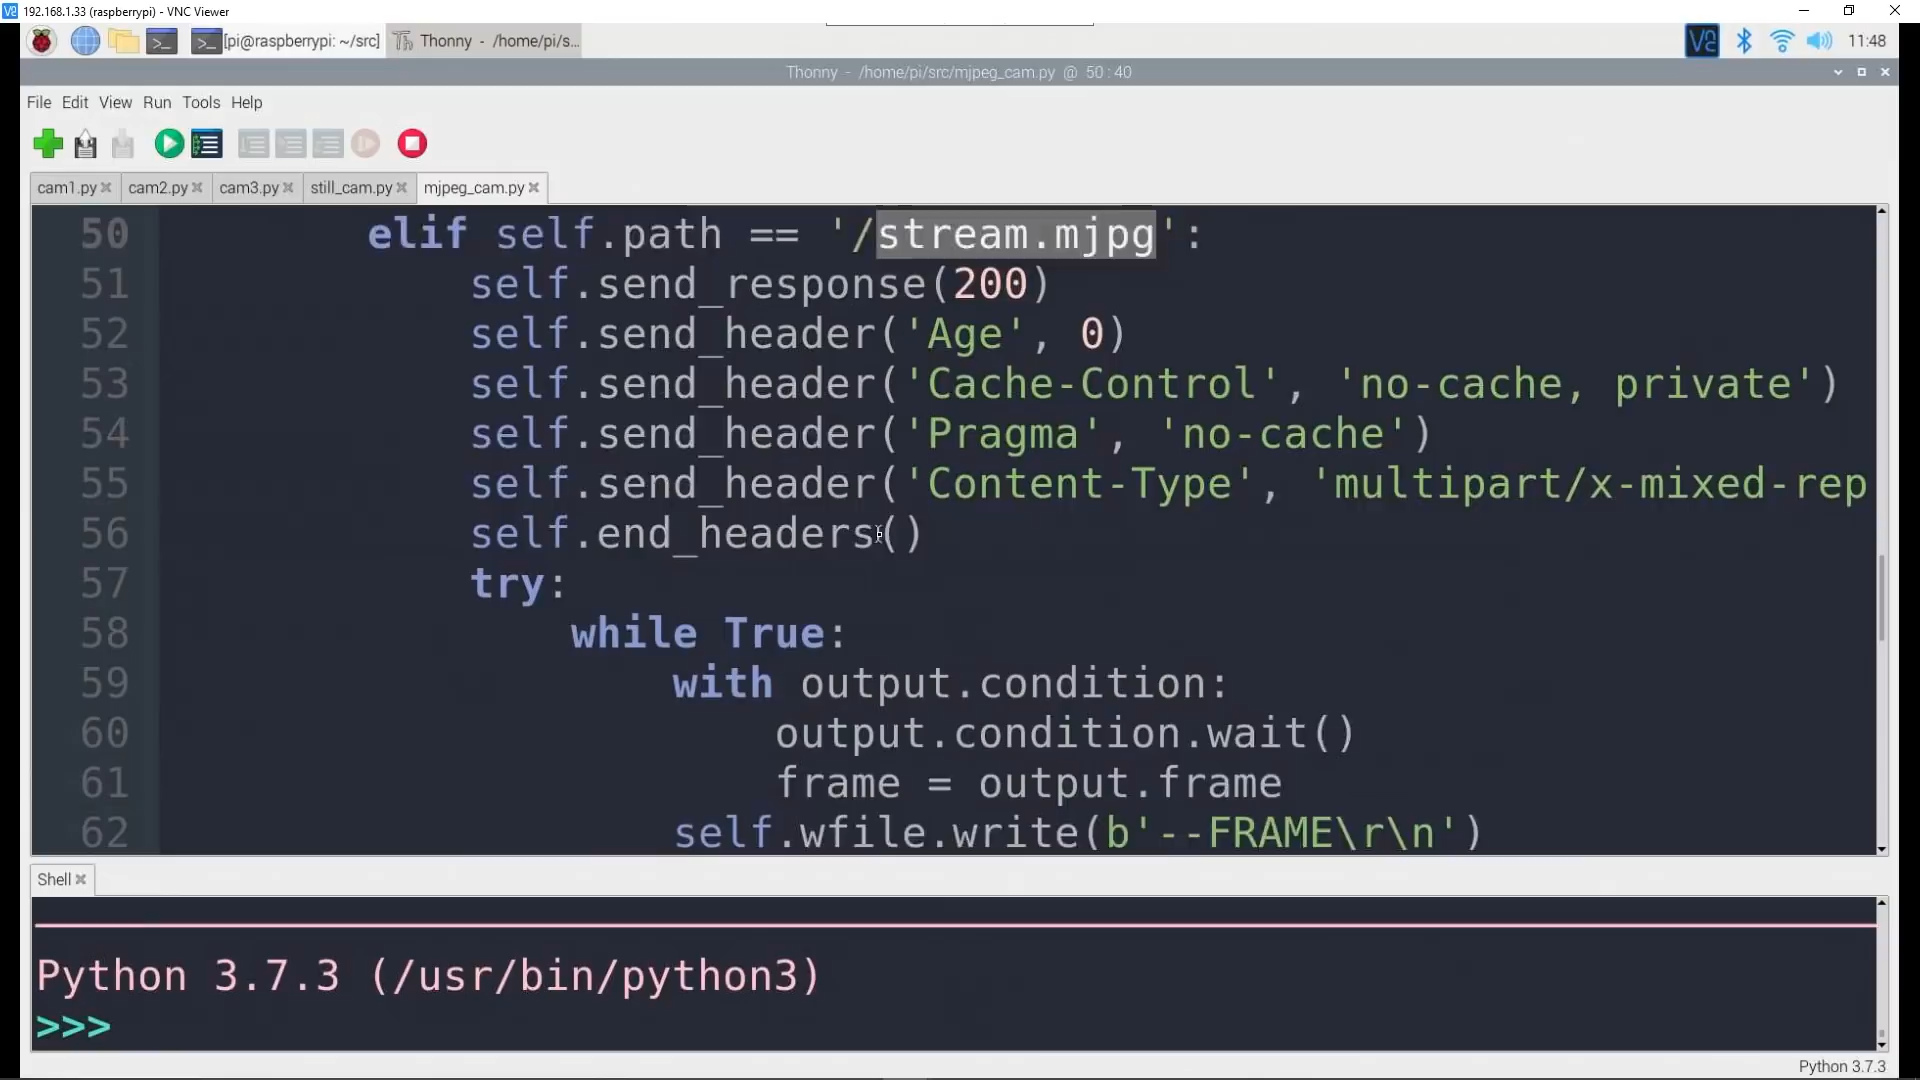 192.168.1.33 (raspberrypi) - VNC Viewer
[pi@raspberrypi: ~/src]
Thonny - /home/pi/s...
11:48
Thonny - /home/pi/src/mjpeg_cam.py @ 50 : 40
File Edit View Run Tools Help
cam1.py cam2.py cam3.py still_cam.py mjpeg_cam.py
50 elif self.path == '/stream.mjpg':
51 self.send_response(200)
52 self.send_header('Age', 0)
53 self.send_header('Cache-Control', 'no-cache, private')
54 self.send_header('Pragma', 'no-cache')
55 self.send_header('Content-Type', 'multipart/x-mixed-rep
56 self.end_headers()
57 try:
58 while True:
59 with output.condition:
60 output.condition.wait()
61 frame = output.frame
62 self.wfile.write(b'--FRAME\r\n')
Shell
Python 3.7.3 (/usr/bin/python3)
>>>
Python 3.7.3